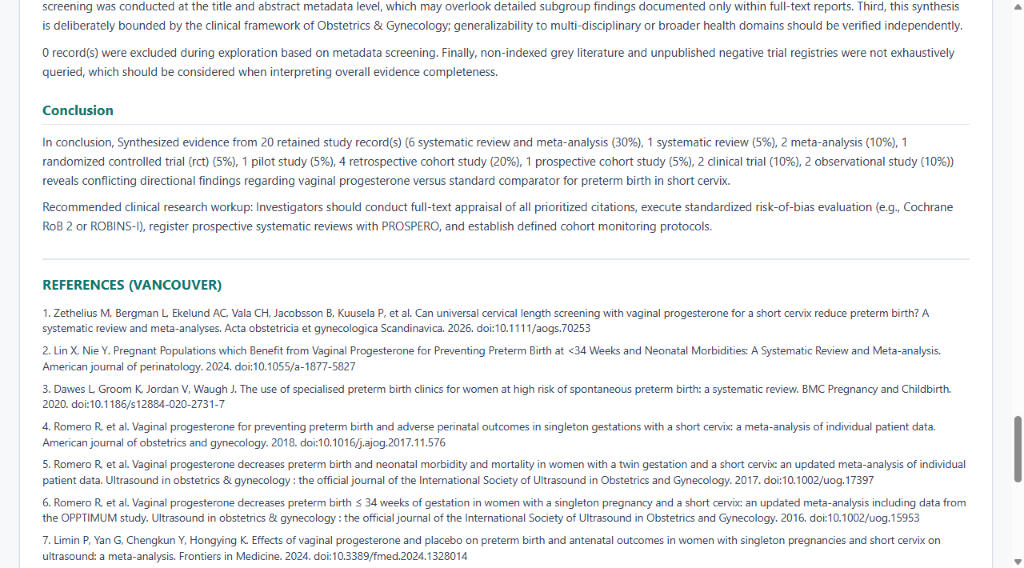 screening was conducted at the title and abstract metadata level, which may overlook detailed subgroup findings documented only within full-text reports. Third, this synthesis
is deliberately bounded by the clinical framework of Obstetrics & Gynecology; generalizability to multi-disciplinary or broader health domains should be verified independently.
0 record(s) were excluded during exploration based on metadata screening. Finally, non-indexed grey literature and unpublished negative trial registries were not exhaustively
queried, which should be considered when interpreting overall evidence completeness.
Conclusion
In conclusion, Synthesized evidence from 20 retained study record(s) (6 systematic review and meta-analysis (30%), 1 systematic review (5%), 2 meta-analysis (10%), 1
randomized controlled trial (rct) (5%), 1 pilot study (5%), 4 retrospective cohort study (20%), 1 prospective cohort study (5%), 2 clinical trial (10%), 2 observational study (10%))
reveals conflicting directional findings regarding vaginal progesterone versus standard comparator for preterm birth in short cervix.
Recommended clinical research workup: Investigators should conduct full-text appraisal of all prioritized citations, execute standardized risk-of-bias evaluation (e.g., Cochrane
RoB 2 or ROBINS-I), register prospective systematic reviews with PROSPERO, and establish defined cohort monitoring protocols.
REFERENCES (VANCOUVER)
1. Zethelius M, Bergman L, Ekelund AC, Vala CH, Jacobsson B, Kuusela P, et al. Can universal cervical length screening with vaginal progesterone for a short cervix reduce preterm birth? A
systematic review and meta-analyses. Acta obstetricia et gynecologica Scandinavica. 2026. doi:10.1111/aogs.70253
2. Lin X, Nie Y. Pregnant Populations which Benefit from Vaginal Progesterone for Preventing Preterm Birth at <34 Weeks and Neonatal Morbidities: A Systematic Review and Meta-analysis.
American journal of perinatology. 2024. doi:10.1055/a-1877-5827
3. Dawes L, Groom K, Jordan V, Waugh J. The use of specialised preterm birth clinics for women at high risk of spontaneous preterm birth: a systematic review. BMC Pregnancy and Childbirth.
2020. doi:10.1186/s12884-020-2731-7
4. Romero R, et al. Vaginal progesterone for preventing preterm birth and adverse perinatal outcomes in singleton gestations with a short cervix: a meta-analysis of individual patient data.
American journal of obstetrics and gynecology. 2018. doi:10.1016/j.ajog.2017.11.576
5. Romero R, et al. Vaginal progesterone decreases preterm birth and neonatal morbidity and mortality in women with a twin gestation and a short cervix: an updated meta-analysis of individual
patient data. Ultrasound in obstetrics & gynecology : the official journal of the International Society of Ultrasound in Obstetrics and Gynecology. 2017. doi:10.1002/uog.17397
6. Romero R, et al. Vaginal progesterone decreases preterm birth ≤ 34 weeks of gestation in women with a singleton pregnancy and a short cervix: an updated meta-analysis including data from
the OPPTIMUM study. Ultrasound in obstetrics & gynecology : the official journal of the International Society of Ultrasound in Obstetrics and Gynecology. 2016. doi:10.1002/uog.15953
7. Limin P, Yan G, Chengkun Y, Hongying K. Effects of vaginal progesterone and placebo on preterm birth and antenatal outcomes in women with singleton pregnancies and short cervix on
ultrasound: a meta-analysis. Frontiers in Medicine. 2024. doi:10.3389/fmed.2024.1328014